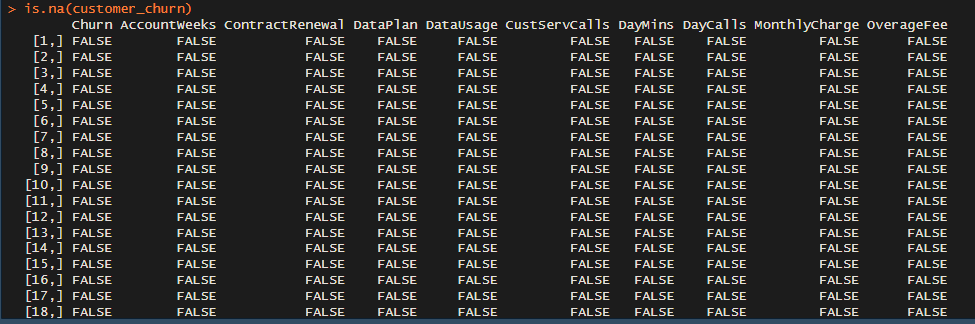 > is.na(customer_churn)
Churn AccountWeeks ContractRenewal DataPlan DataUsage CustServCalls DayMins DayCalls MonthlyCharge OverageFee
[1,] FALSE FALSE FALSE FALSE FALSE FALSE FALSE FALSE FALSE FALSE
[2,] FALSE FALSE FALSE FALSE FALSE FALSE FALSE FALSE FALSE FALSE
[3,] FALSE FALSE FALSE FALSE FALSE FALSE FALSE FALSE FALSE FALSE
[4,] FALSE FALSE FALSE FALSE FALSE FALSE FALSE FALSE FALSE FALSE
[5,] FALSE FALSE FALSE FALSE FALSE FALSE FALSE FALSE FALSE FALSE
[6,] FALSE FALSE FALSE FALSE FALSE FALSE FALSE FALSE FALSE FALSE
[7,] FALSE FALSE FALSE FALSE FALSE FALSE FALSE FALSE FALSE FALSE
[8,] FALSE FALSE FALSE FALSE FALSE FALSE FALSE FALSE FALSE FALSE
[9,] FALSE FALSE FALSE FALSE FALSE FALSE FALSE FALSE FALSE FALSE
[10,] FALSE FALSE FALSE FALSE FALSE FALSE FALSE FALSE FALSE FALSE
[11,] FALSE FALSE FALSE FALSE FALSE FALSE FALSE FALSE FALSE FALSE
[12,] FALSE FALSE FALSE FALSE FALSE FALSE FALSE FALSE FALSE FALSE
[13,] FALSE FALSE FALSE FALSE FALSE FALSE FALSE FALSE FALSE FALSE
[14,] FALSE FALSE FALSE FALSE FALSE FALSE FALSE FALSE FALSE FALSE
[15,] FALSE FALSE FALSE FALSE FALSE FALSE FALSE FALSE FALSE FALSE
[16,] FALSE FALSE FALSE FALSE FALSE FALSE FALSE FALSE FALSE FALSE
[17,] FALSE FALSE FALSE FALSE FALSE FALSE FALSE FALSE FALSE FALSE
[18,] FALSE FALSE FALSE FALSE FALSE FALSE FALSE FALSE FALSE FALSE